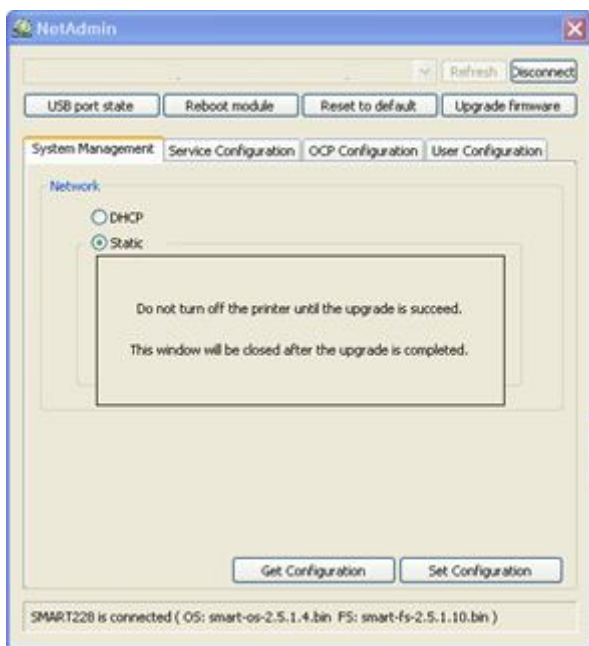 NetAdmin
Refresh Disconnect
USB port state Reboot module Reset to default Upgrade firmware
System Management Service Configuration OCP Configuration User Configuration
Network
DHCP
Static
Do not turn off the printer until the upgrade is succeed.
This window will be closed after the upgrade is completed.
Get Configuration Set Configuration
SMART228 is connected ( OS: smart-os-2.5.1.4.bin FS: smart-fs-2.5.1.10.bin )